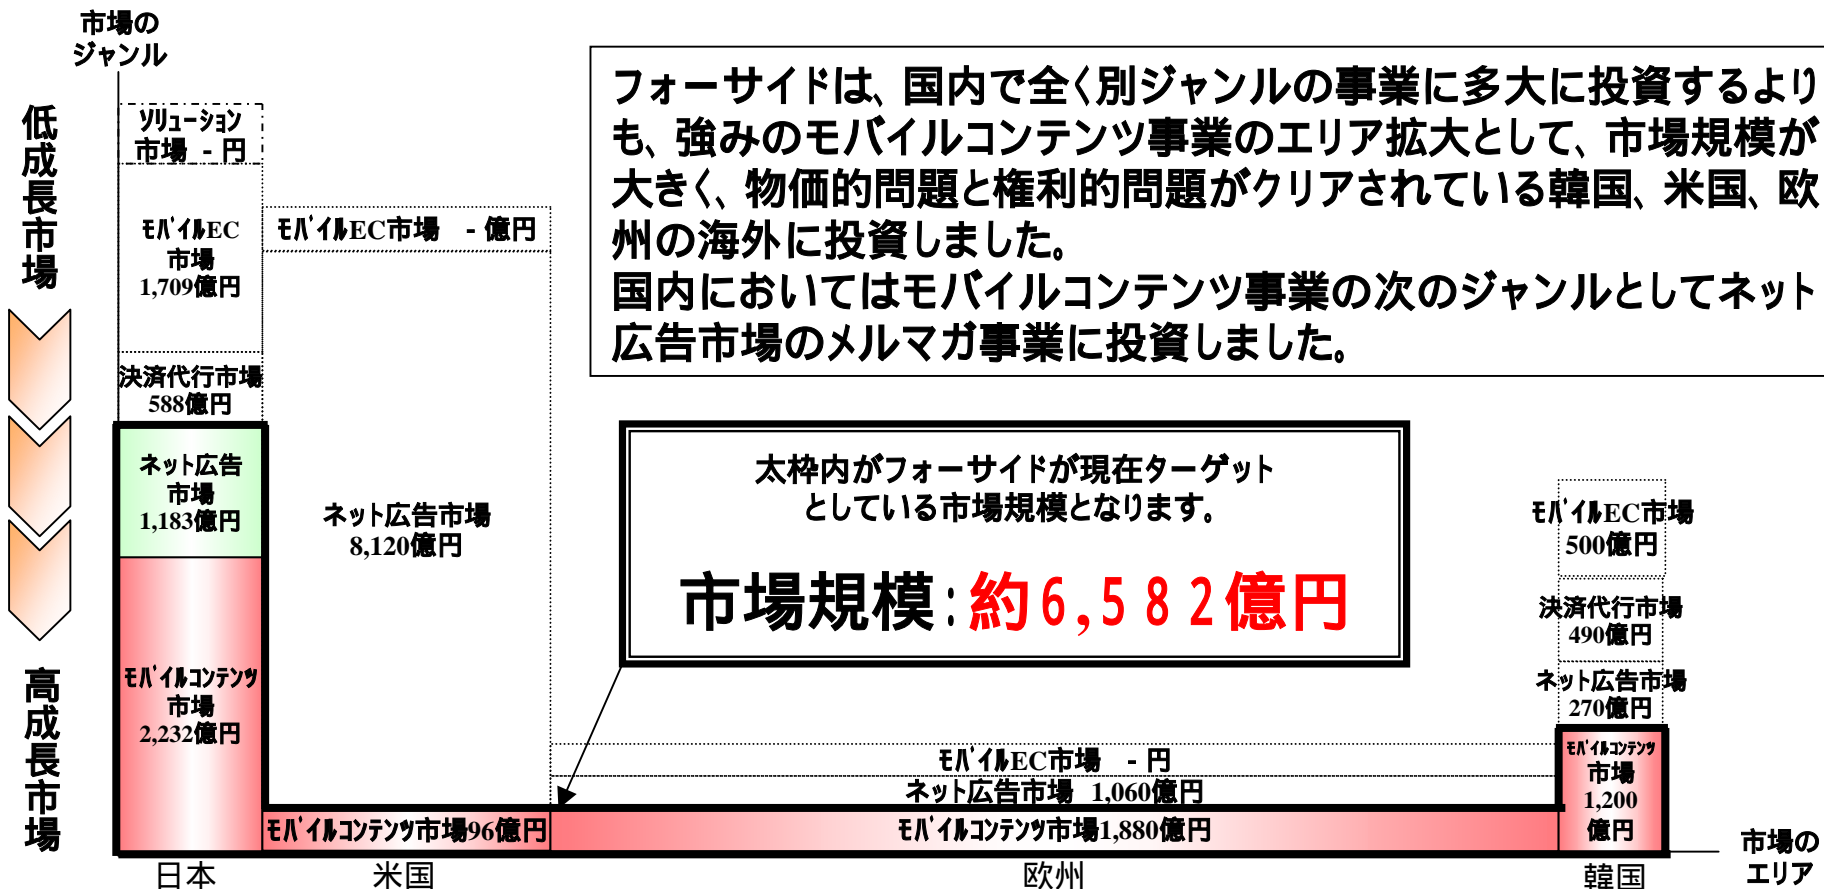 市場の
ジャンル
低成長市場
高成長市場
フォーサイドは、国内で全く別ジャンルの事業に多大に投資するより
も、強みのモバイルコンテンツ事業のエリア拡大として、市場規模が
大きく、物価的問題と権利的問題がクリアされている韓国、米国、欧
州の海外に投資しました。
国内においてはモバイルコンテンツ事業の次のジャンルとしてネット
広告市場のメルマガ事業に投資しました。
ソリューション
市場 - 円
モバイルEC
市場
1,709億円
決済代行市場
588億円
ネット広告
市場
1,183億円
モバイルコンテンツ
市場
2,232億円
モバイルEC市場 - 億円
ネット広告市場
8,120億円
モバイルコンテンツ市場96億円
太枠内がフォーサイドが現在ターゲット
としている市場規模となります。
市場規模:約6,582億円
モバイルEC市場 - 円
ネット広告市場 1,060億円
モバイルコンテンツ市場1,880億円
モバイルEC市場
500億円
決済代行市場
490億円
ネット広告市場
270億円
モバイルコンテンツ
市場
1,200
億円
日本
米国
欧州
韓国
市場の
エリア